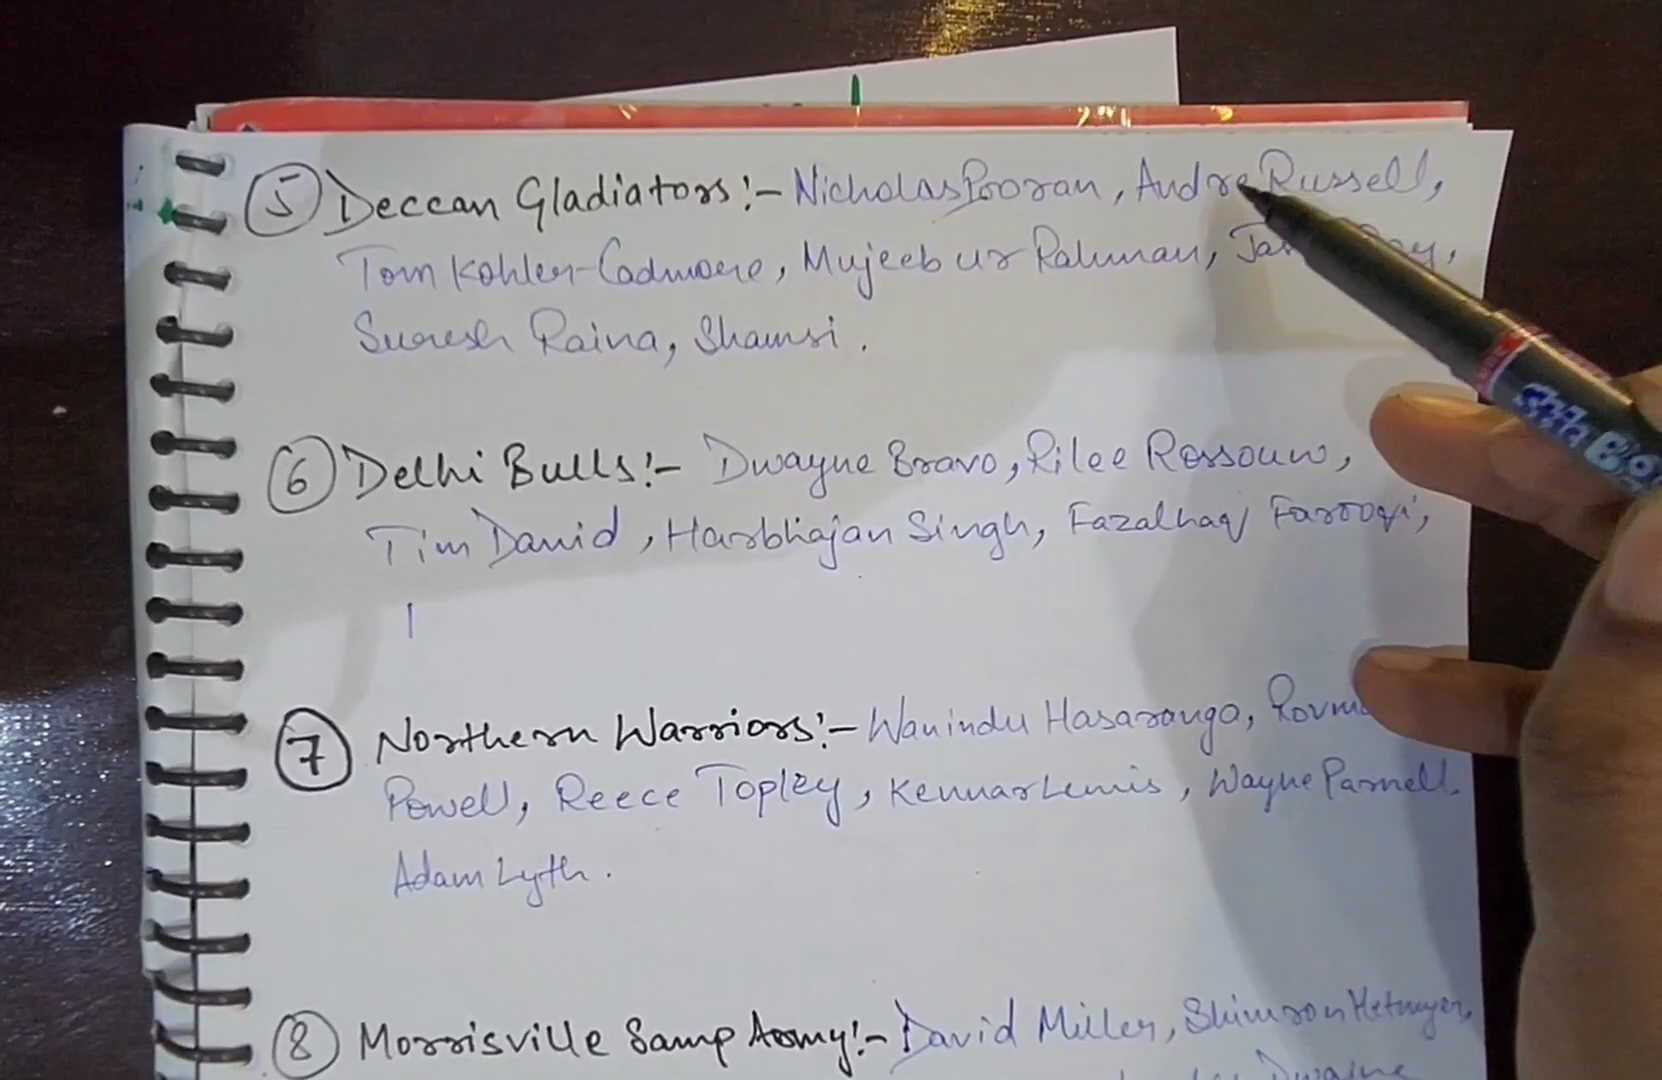 5 Deccan Gladiators:- Nicholas Pooran, Andre Russell,
Tom Kohler-Cadmore, Mujeeb ur Rahman,
Suresh Raina, Shamsi.
6 Delhi Bulls:- Dwayne Bravo, Rilee Rossouw,
Tim David, Harbhajan Singh, Fazalhaq Farooqi,
7 Northern Warriors:- Wanindu Hasaranga,
Powell, Reece Topley, Kennar Lewis, Wayne Parnell.
Adam Lyth.
8 Morrisville Samp Army:- David Miller, Shimron Hetmyer,
Dwaine